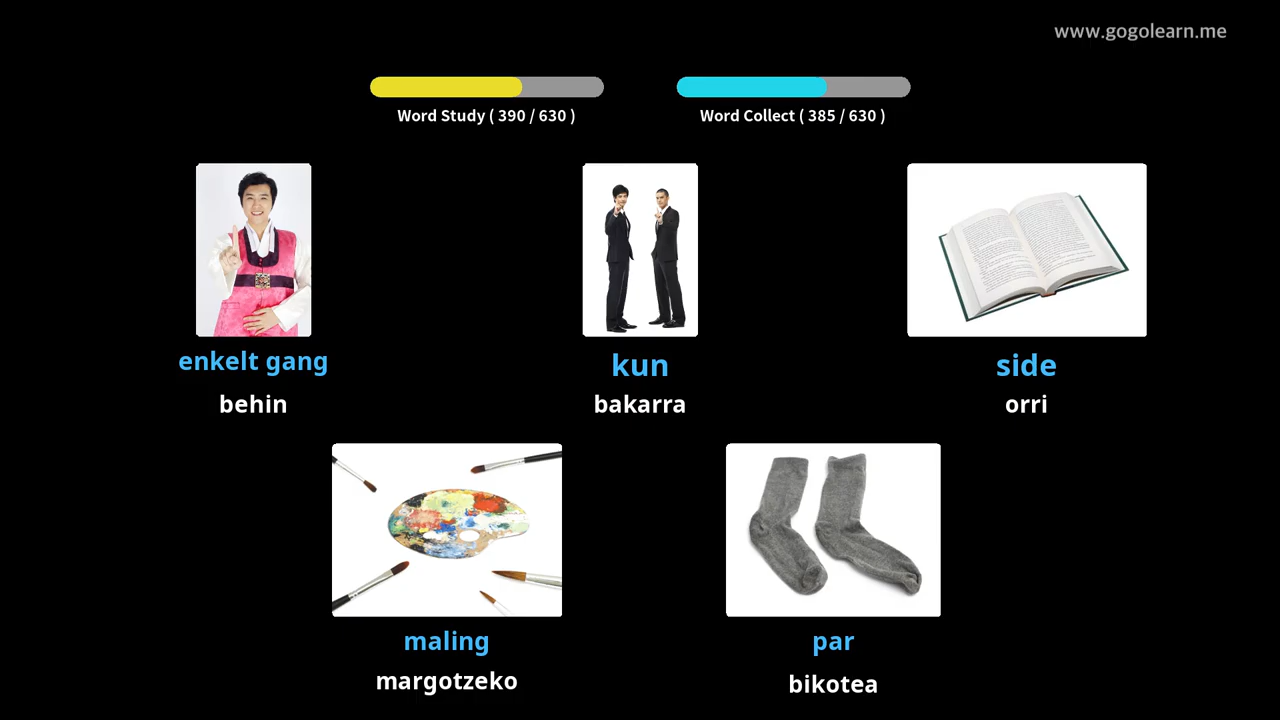 www.gogolearn.me
Word Study ( 390 / 630 )
Word Collect ( 385 / 630 )
enkelt gang
behin
kun
bakarra
side
orri
maling
margotzeko
par
bikotea